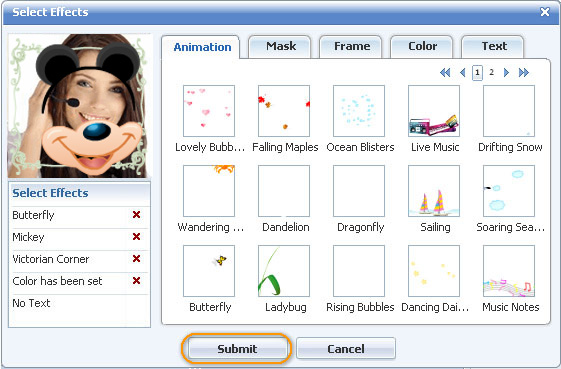 Select Effects
Animation Mask Frame Color Text
1 2
Lovely Bubb... Falling Maples Ocean Blisters Live Music Drifting Snow
Select Effects
Butterfly
Mickey
Victorian Corner
Color has been set
No Text
Wandering ... Dandelion Dragonfly Sailing Soaring Sea...
Butterfly Ladybug Rising Bubbles Dancing Dai... Music Notes
Submit Cancel